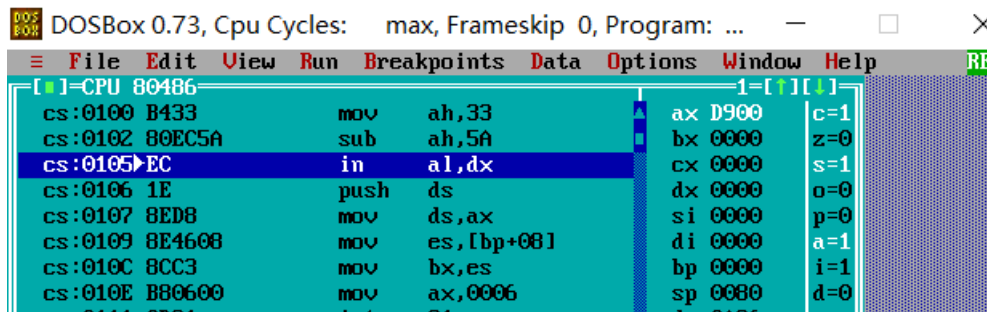 DOSBox 0.73, Cpu Cycles: max, Frameskip 0, Program: ...
≡ File Edit View Run Breakpoints Data Options Window Help
[■]=CPU 80486 1=[↑][↓]
cs:0100 B433 mov ah,33 ax D900 c=1
cs:0102 80EC5A sub ah,5A bx 0000 z=0
cs:0105▶EC in al,dx cx 0000 s=1
cs:0106 1E push ds dx 0000 o=0
cs:0107 8ED8 mov ds,ax si 0000 p=0
cs:0109 8E4608 mov es,[bp+08] di 0000 a=1
cs:010C 8CC3 mov bx,es bp 0000 i=1
cs:010E B80600 mov ax,0006 sp 0080 d=0